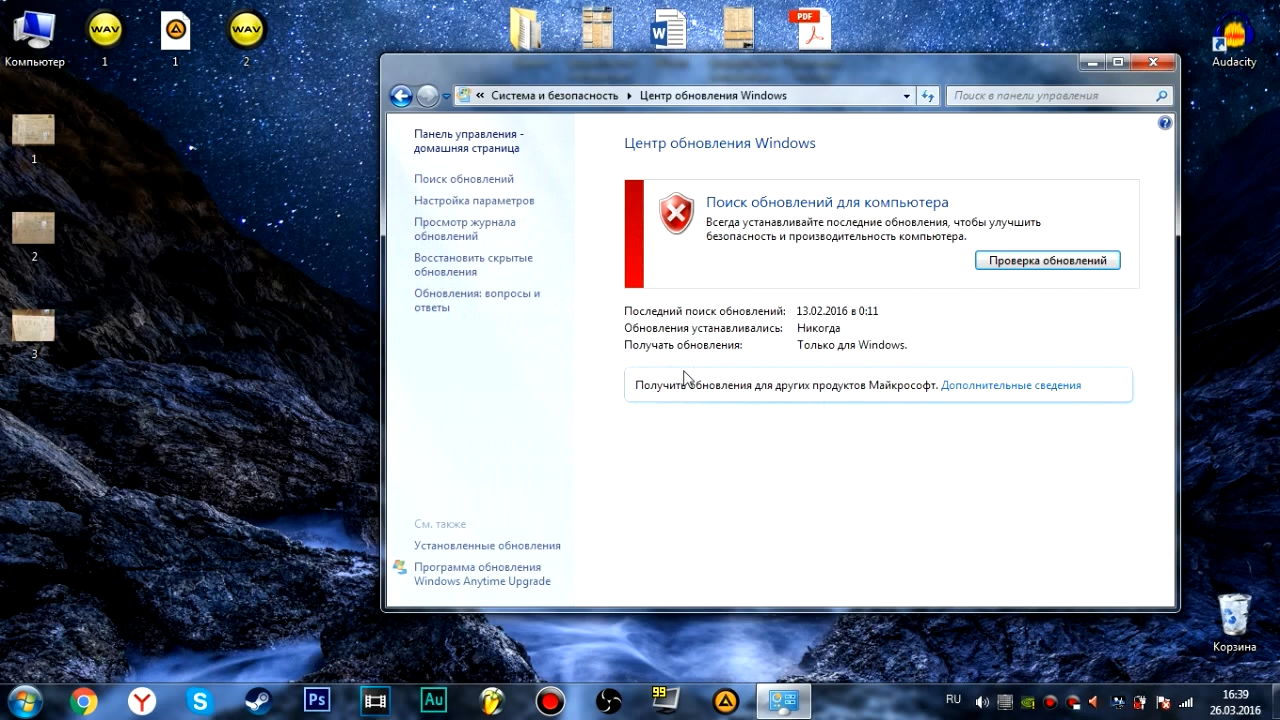 WAV
WAV
PDF
W
Компьютер
1
1
2
Audacity
« Система и безопасность
Центр обновления Windows
Поиск в панели управления
Панель управления -
домашняя страница
Поиск обновлений
Настройка параметров
Просмотр журнала
обновлений
Восстановить скрытые
обновления
Обновления: вопросы и
ответы
Центр обновления Windows
Поиск обновлений для компьютера
Всегда устанавливайте последние обновления, чтобы улучшить
безопасность и производительность компьютера.
Проверка обновлений
Последний поиск обновлений: 13.02.2016 в 0:11
Обновления устанавливались: Никогда
Получать обновления: Только для Windows.
Получить обновления для других продуктов Майкрософт. Дополнительные сведения
1
2
3
См. также
Установленные обновления
Программа обновления
Windows Anytime Upgrade
Корзина
Y
S
Ps
Au
99
RU
16:39
26.03.2016